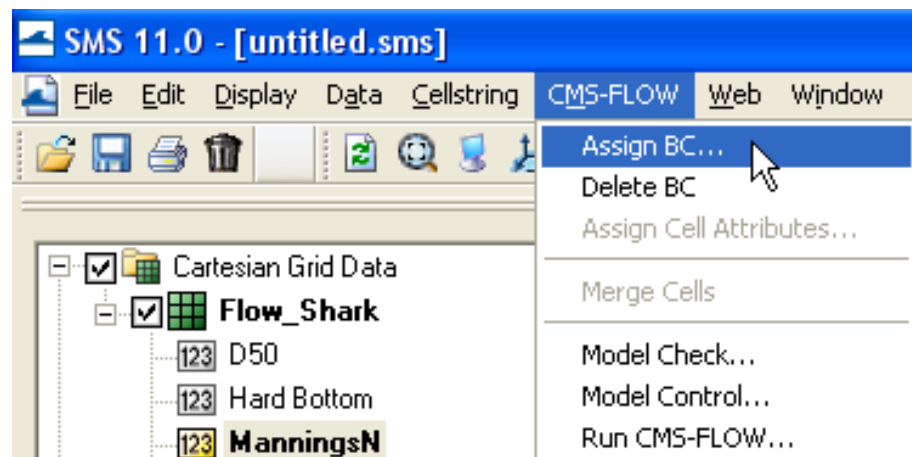 SMS 11.0 - [untitled.sms]
File Edit Display Data Cellstring CMS-FLOW Web Window
Assign BC...
Delete BC
Assign Cell Attributes...
Merge Cells
Model Check...
Model Control...
Run CMS-FLOW...
Cartesian Grid Data
Flow_Shark
123 D50
123 Hard Bottom
123 ManningsN